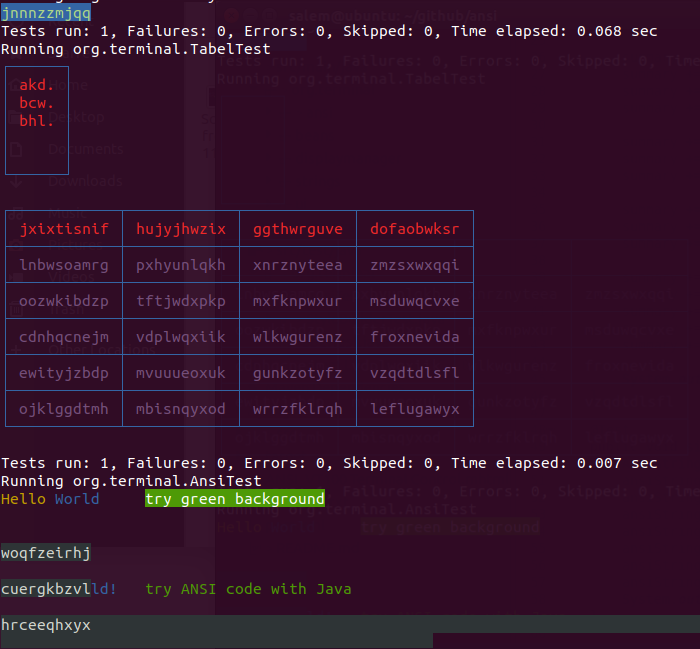 jnnnzzmjqq
Tests run: 1, Failures: 0, Errors: 0, Skipped: 0, Time elapsed: 0.068 sec
Running org.terminal.TabelTest
akd.
bcw.
bhl.
jxixtisnif hujyjhwzix ggthwrguve dofaobwksr
lnbwsoamrg pxhyunlqkh xnrznyteea zmzsxwxqqi
oozwkibdzp tftjwdxpkp mxfknpwxur msduwqcvxe
cdnhqcnejm vdplwqxiik wlkwgurenz froxnevida
ewityjzbdp mvuuueoxuk gunkzotyfz vzqdtdlsfl
ojklggdtmh mbisnqyxod wrrzfklrqh leflugawyx
Tests run: 1, Failures: 0, Errors: 0, Skipped: 0, Time elapsed: 0.007 sec
Running org.terminal.AnsiTest
Hello World try green background
woqfzeirhj
cuergkbzvlld! try ANSI code with Java
hrceeqhxyx